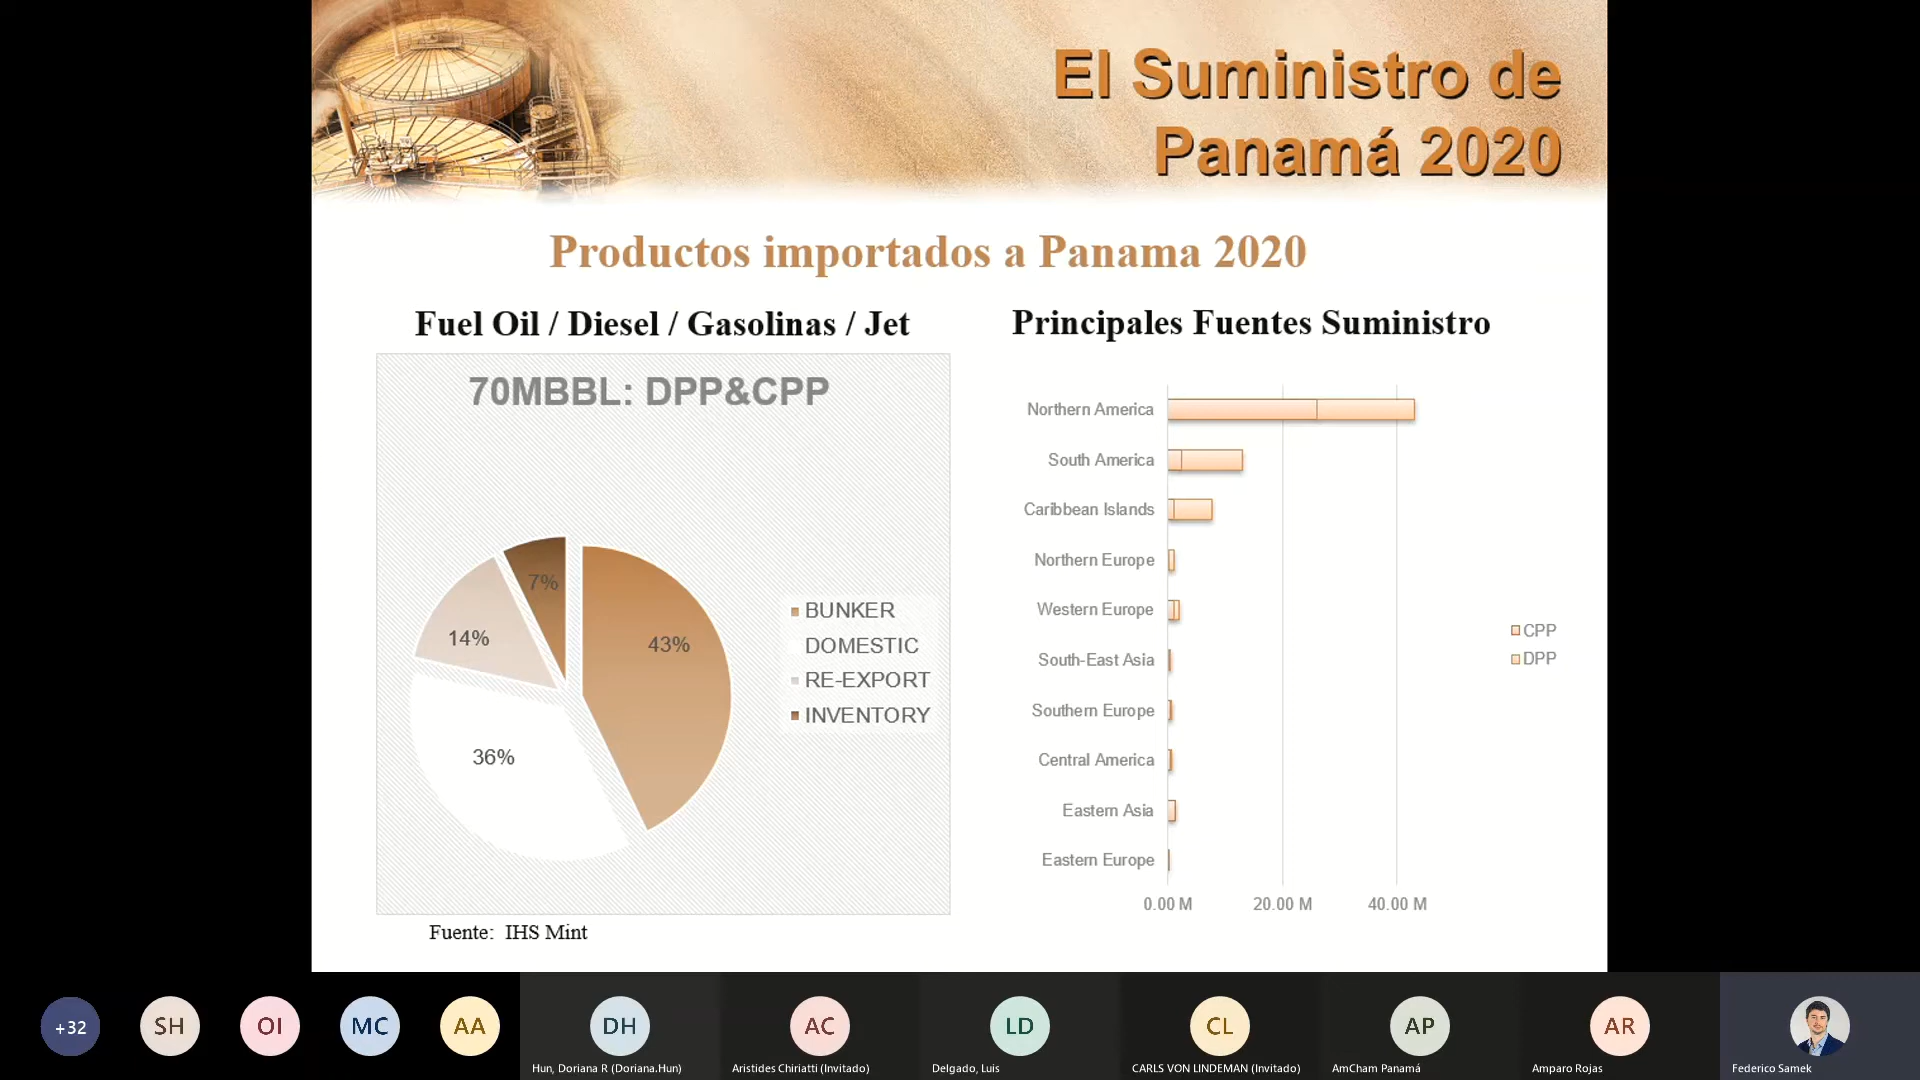 El Suministro de
Panamá 2020
Productos importados a Panama 2020
Fuel Oil / Diesel / Gasolinas / Jet
70MBBL: DPP&CPP
7%
14%
43%
36%
BUNKER
DOMESTIC
RE-EXPORT
INVENTORY
Fuente: IHS Mint
Principales Fuentes Suministro
Northern America
South America
Caribbean Islands
Northern Europe
Western Europe
South-East Asia
Southern Europe
Central America
Eastern Asia
Eastern Europe
0.00 M 20.00 M 40.00 M
CPP
DPP
+32 SH OI MC AA DH AC LD CL AP AR
Hun, Doriana R (Doriana.Hun) Aristides Chiriatti (Invitado) Delgado, Luis CARLS VON LINDEMAN (Invitado) AmCham Panamá Amparo Rojas Federico Samek